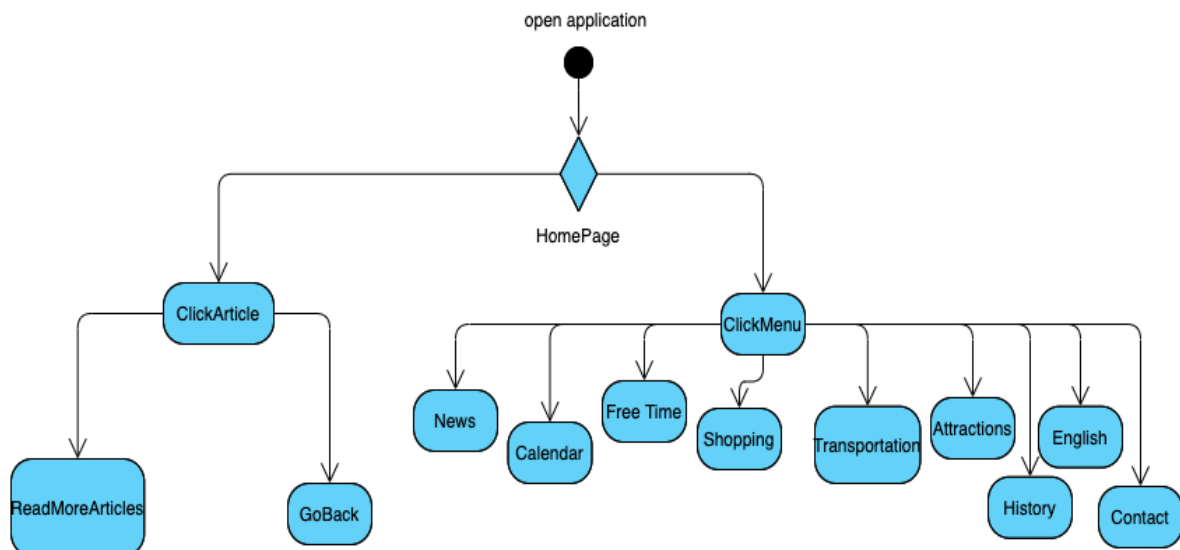 open application
HomePage
ClickArticle
ClickMenu
News
Calendar
Free Time
Shopping
Transportation
Attractions
English
History
Contact
ReadMoreArticles
GoBack